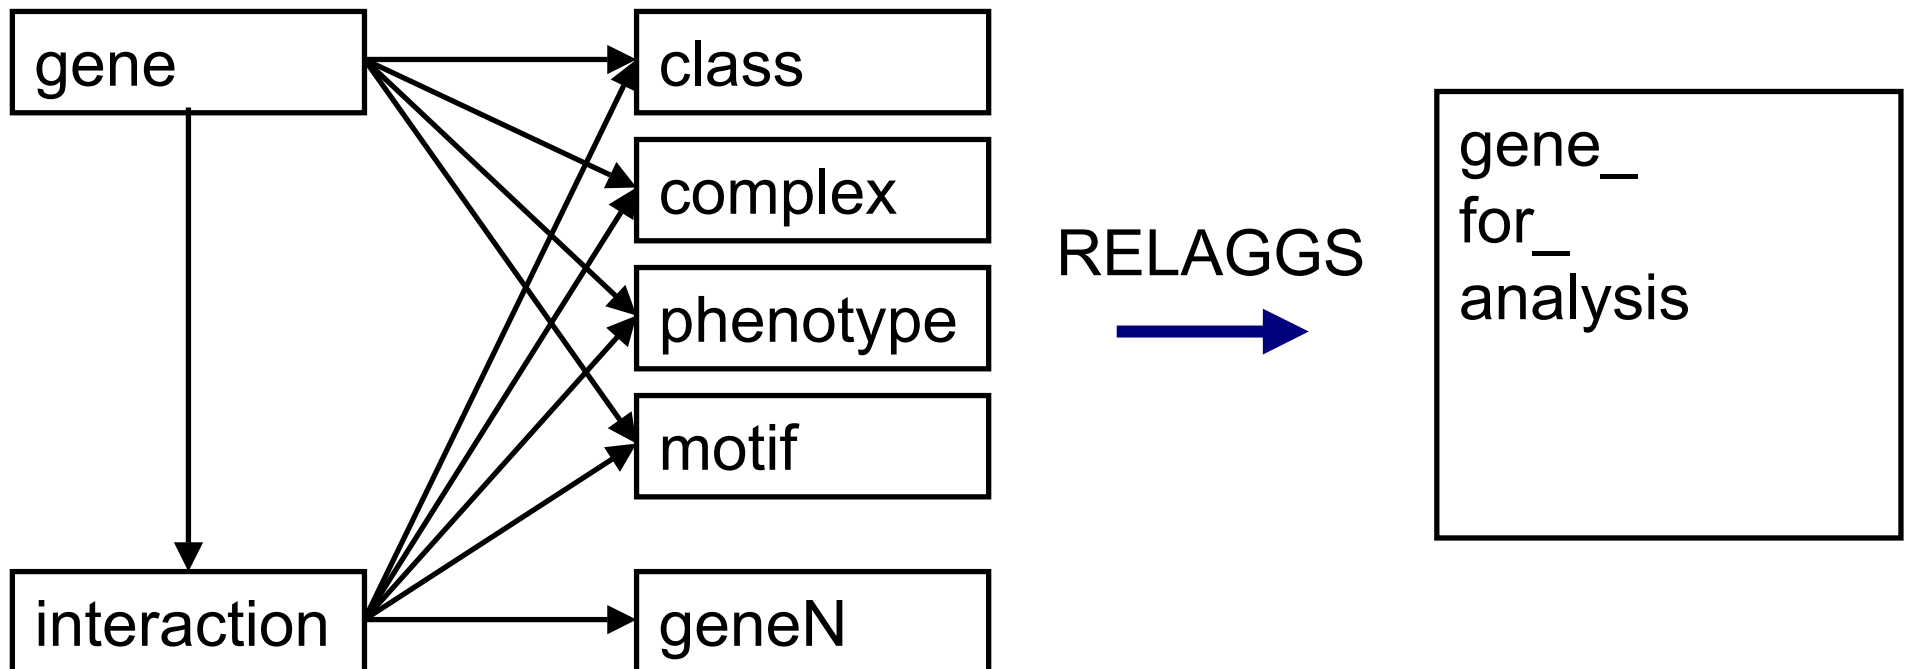 gene
class
complex
phenotype
motif
interaction
geneN
RELAGGS
gene_
for_
analysis